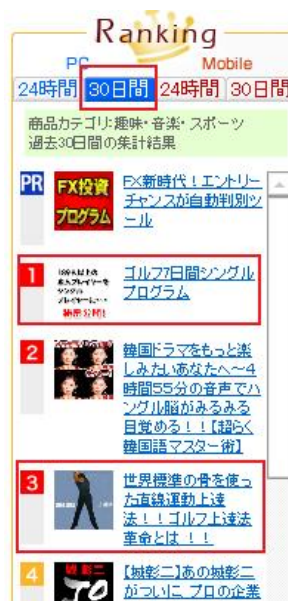 Ranking
PC Mobile
24時間 30日間 24時間 30日間
商品カテゴリ:趣味・音楽・スポーツ
過去30日間の集計結果
PR
FX投資
プログラム
FX新時代！エントリー
チャンスが自動判別ツ
ール
1
ゴルフ7日間シングル
プログラム
2
韓国ドラマをもっと楽
しみたいあなたへ～4
時間55分の音声でハ
ングル脳がみるみる
目覚める！！【超らく
韓国語マスター術】
3
世界標準の骨を使っ
た直線運動上達
法！！ゴルフ上達法
革命とは！！
4
城彰二
TO
【城彰二】あの城彰二
がついに プロの企業